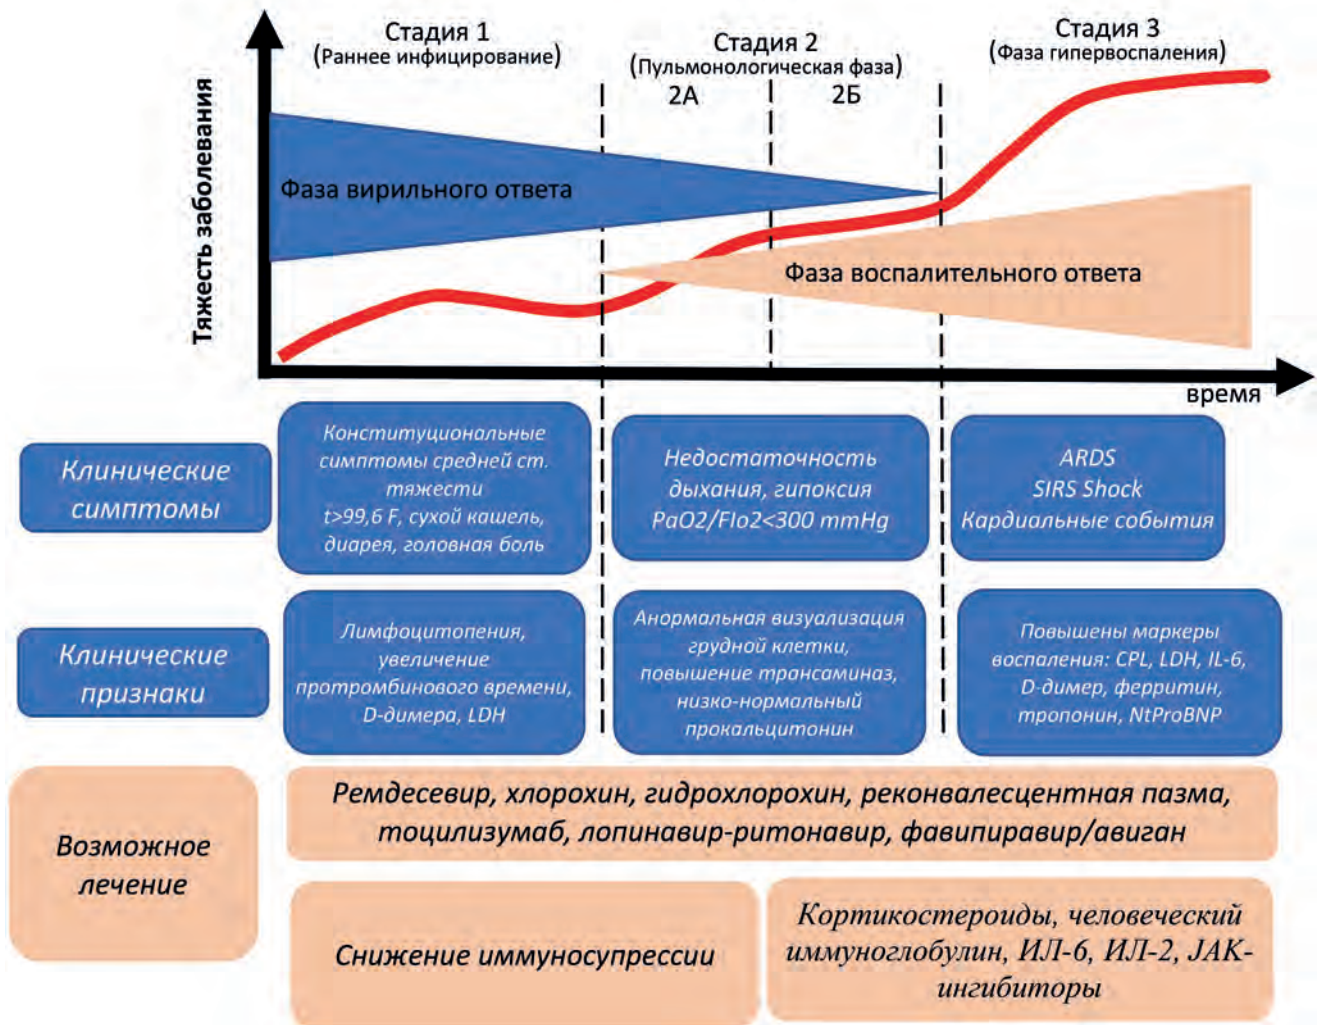 Стадия 1
(Раннее инфицирование)
Стадия 2
(Пульмонологическая фаза)
2А
2Б
Стадия 3
(Фаза гипервоспаления)
Тяжесть заболевания
Фаза вирильного ответа
Фаза воспалительного ответа
время
Клинические
симптомы
Конституциональные
симптомы средней ст.
тяжести
t>99,6 F, сухой кашель,
диарея, головная боль
Недостаточность
дыхания, гипоксия
PaO2/FIo2<300 mmHg
ARDS
SIRS Shock
Кардиальные события
Клинические
признаки
Лимфоцитопения,
увеличение
протромбинового времени,
D-димера, LDH
Анормальная визуализация
грудной клетки,
повышение трансаминаз,
низко-нормальный
прокальцитонин
Повышены маркеры
воспаления: CPL, LDH, IL-6,
D-димер, ферритин,
тропонин, NtProBNP
Возможное
лечение
Ремдесевир, хлорохин, гидрохлорохин, реконвалесцентная пазма,
тоцилизумаб, лопинавир-ритонавир, фавипиравир/авиган
Снижение иммуносупрессии
Кортикостероиды, человеческий
иммуноглобулин, ИЛ-6, ИЛ-2, JAK-
ингибиторы